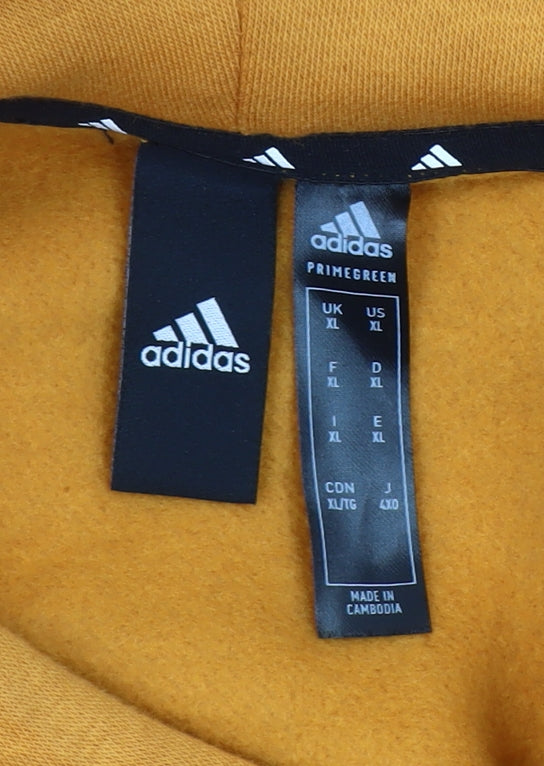 adidas
adidas
PRIMEGREEN
UK US
XL XL
F D
XL XL
I E
XL XL
CDN J
XL/TG 4XO
MADE IN
CAMBODIA